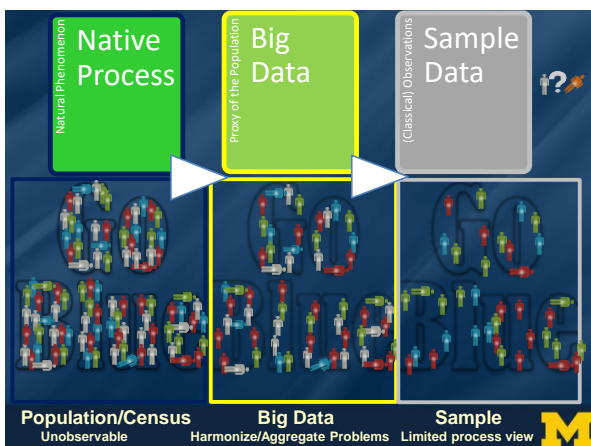 Natural Phenomenon
Native
Process
Proxy of the Population
Big
Data
(Classical) Observations
Sample
Data
?
Go
Blue
GO
Blue
GO
Blue
Population/Census
Unobservable
Big Data
Harmonize/Aggregate Problems
Sample
Limited process view
M